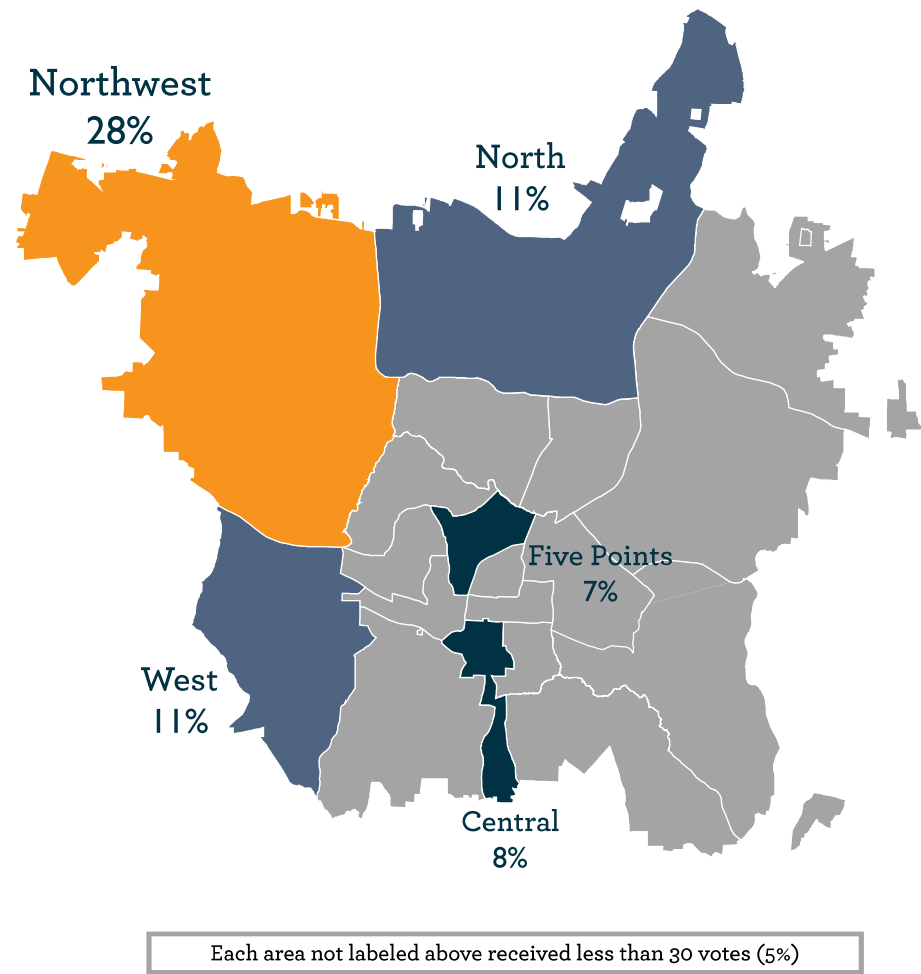 Northwest
28%
North
11%
Five Points
7%
West
11%
Central
8%
Each area not labeled above received less than 30 votes (5%)